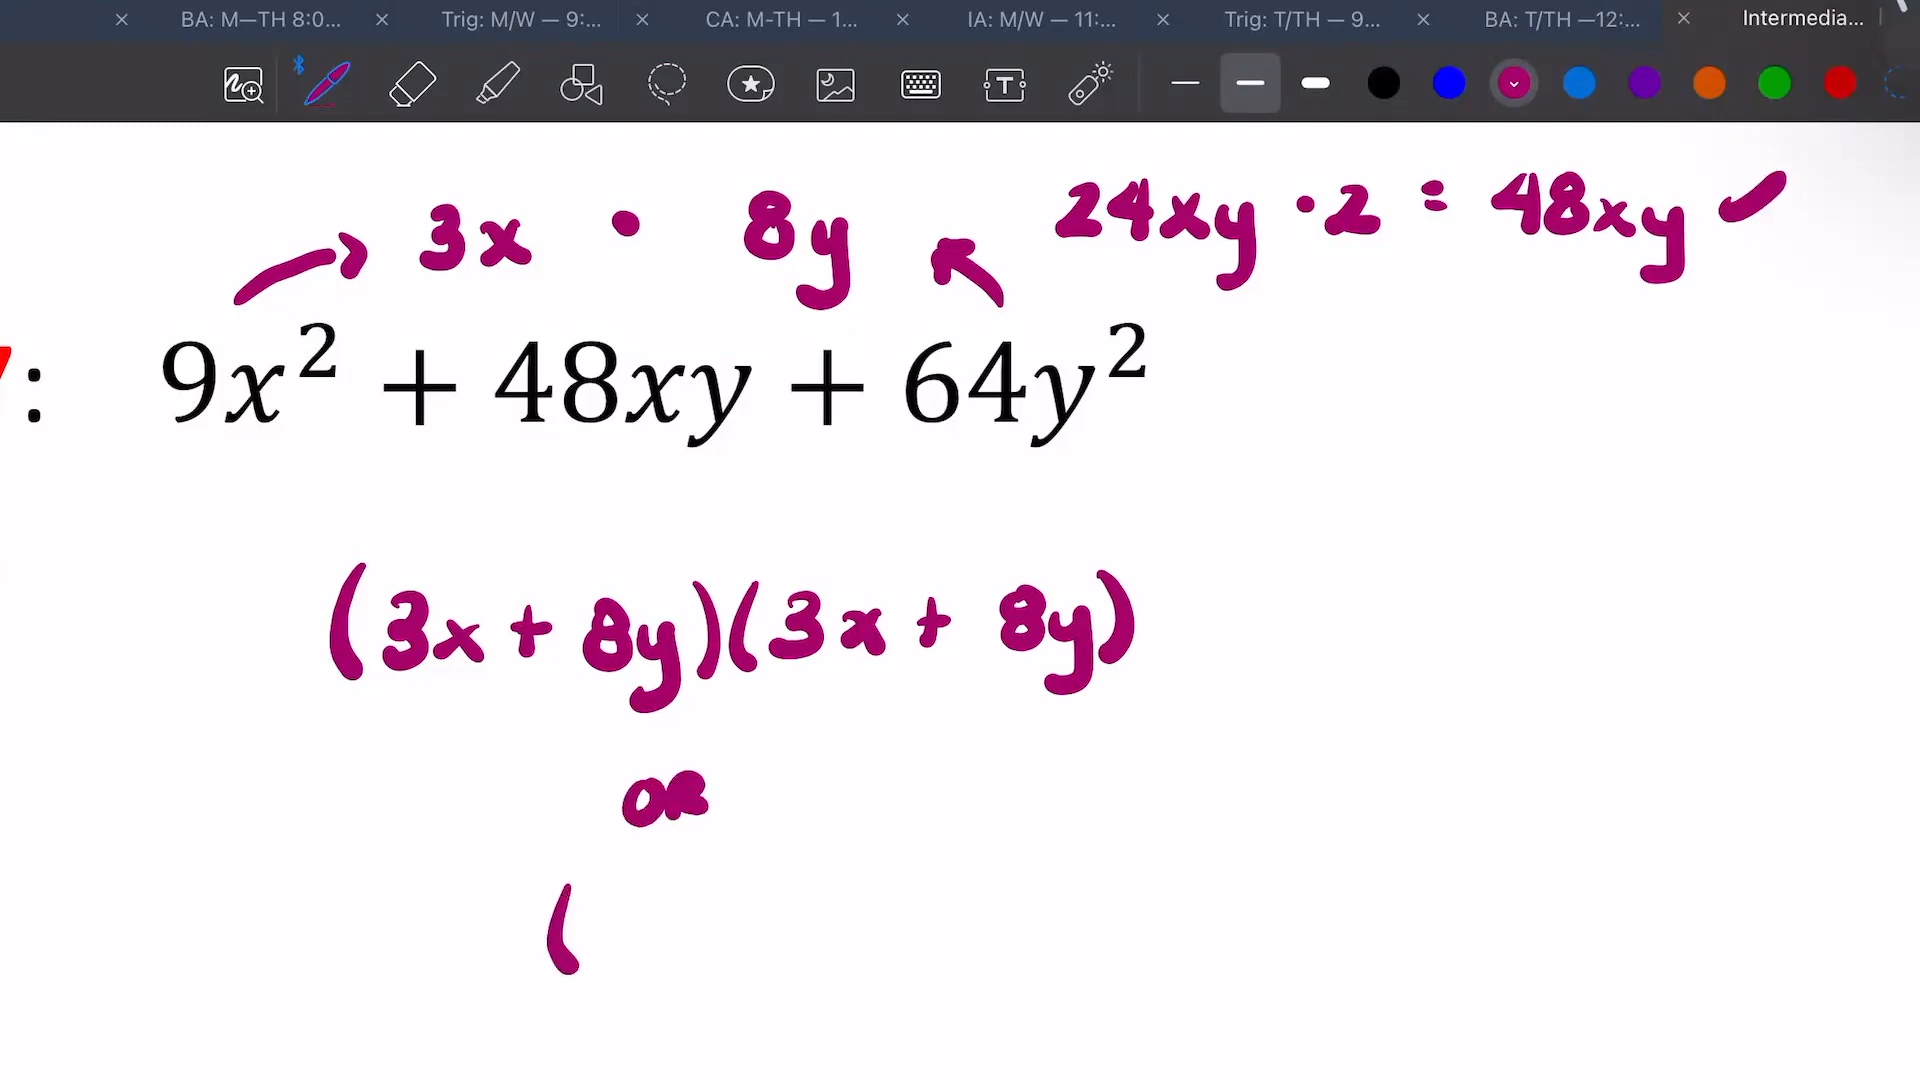 BA: M—TH 8:0... Trig: M/W — 9:... CA: M-TH — 1... IA: M/W — 11:... Trig: T/TH — 9... BA: T/TH —12:... Intermedia...
3x • 8y 24xy • 2 = 48xy ✓
: 9x² + 48xy + 64y²
(3x + 8y)(3x + 8y)
OR
(